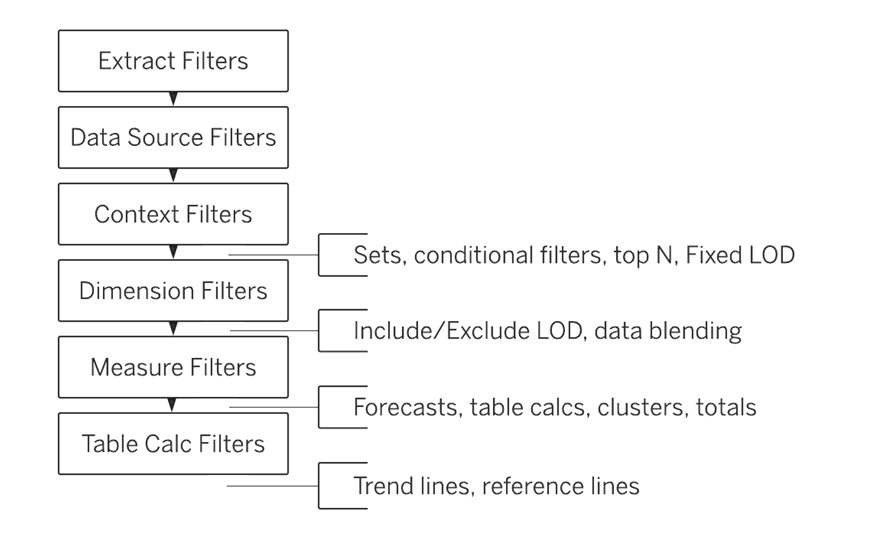 Extract Filters
Data Source Filters
Context Filters
Sets, conditional filters, top N, Fixed LOD
Dimension Filters
Include/Exclude LOD, data blending
Measure Filters
Forecasts, table calcs, clusters, totals
Table Calc Filters
Trend lines, reference lines